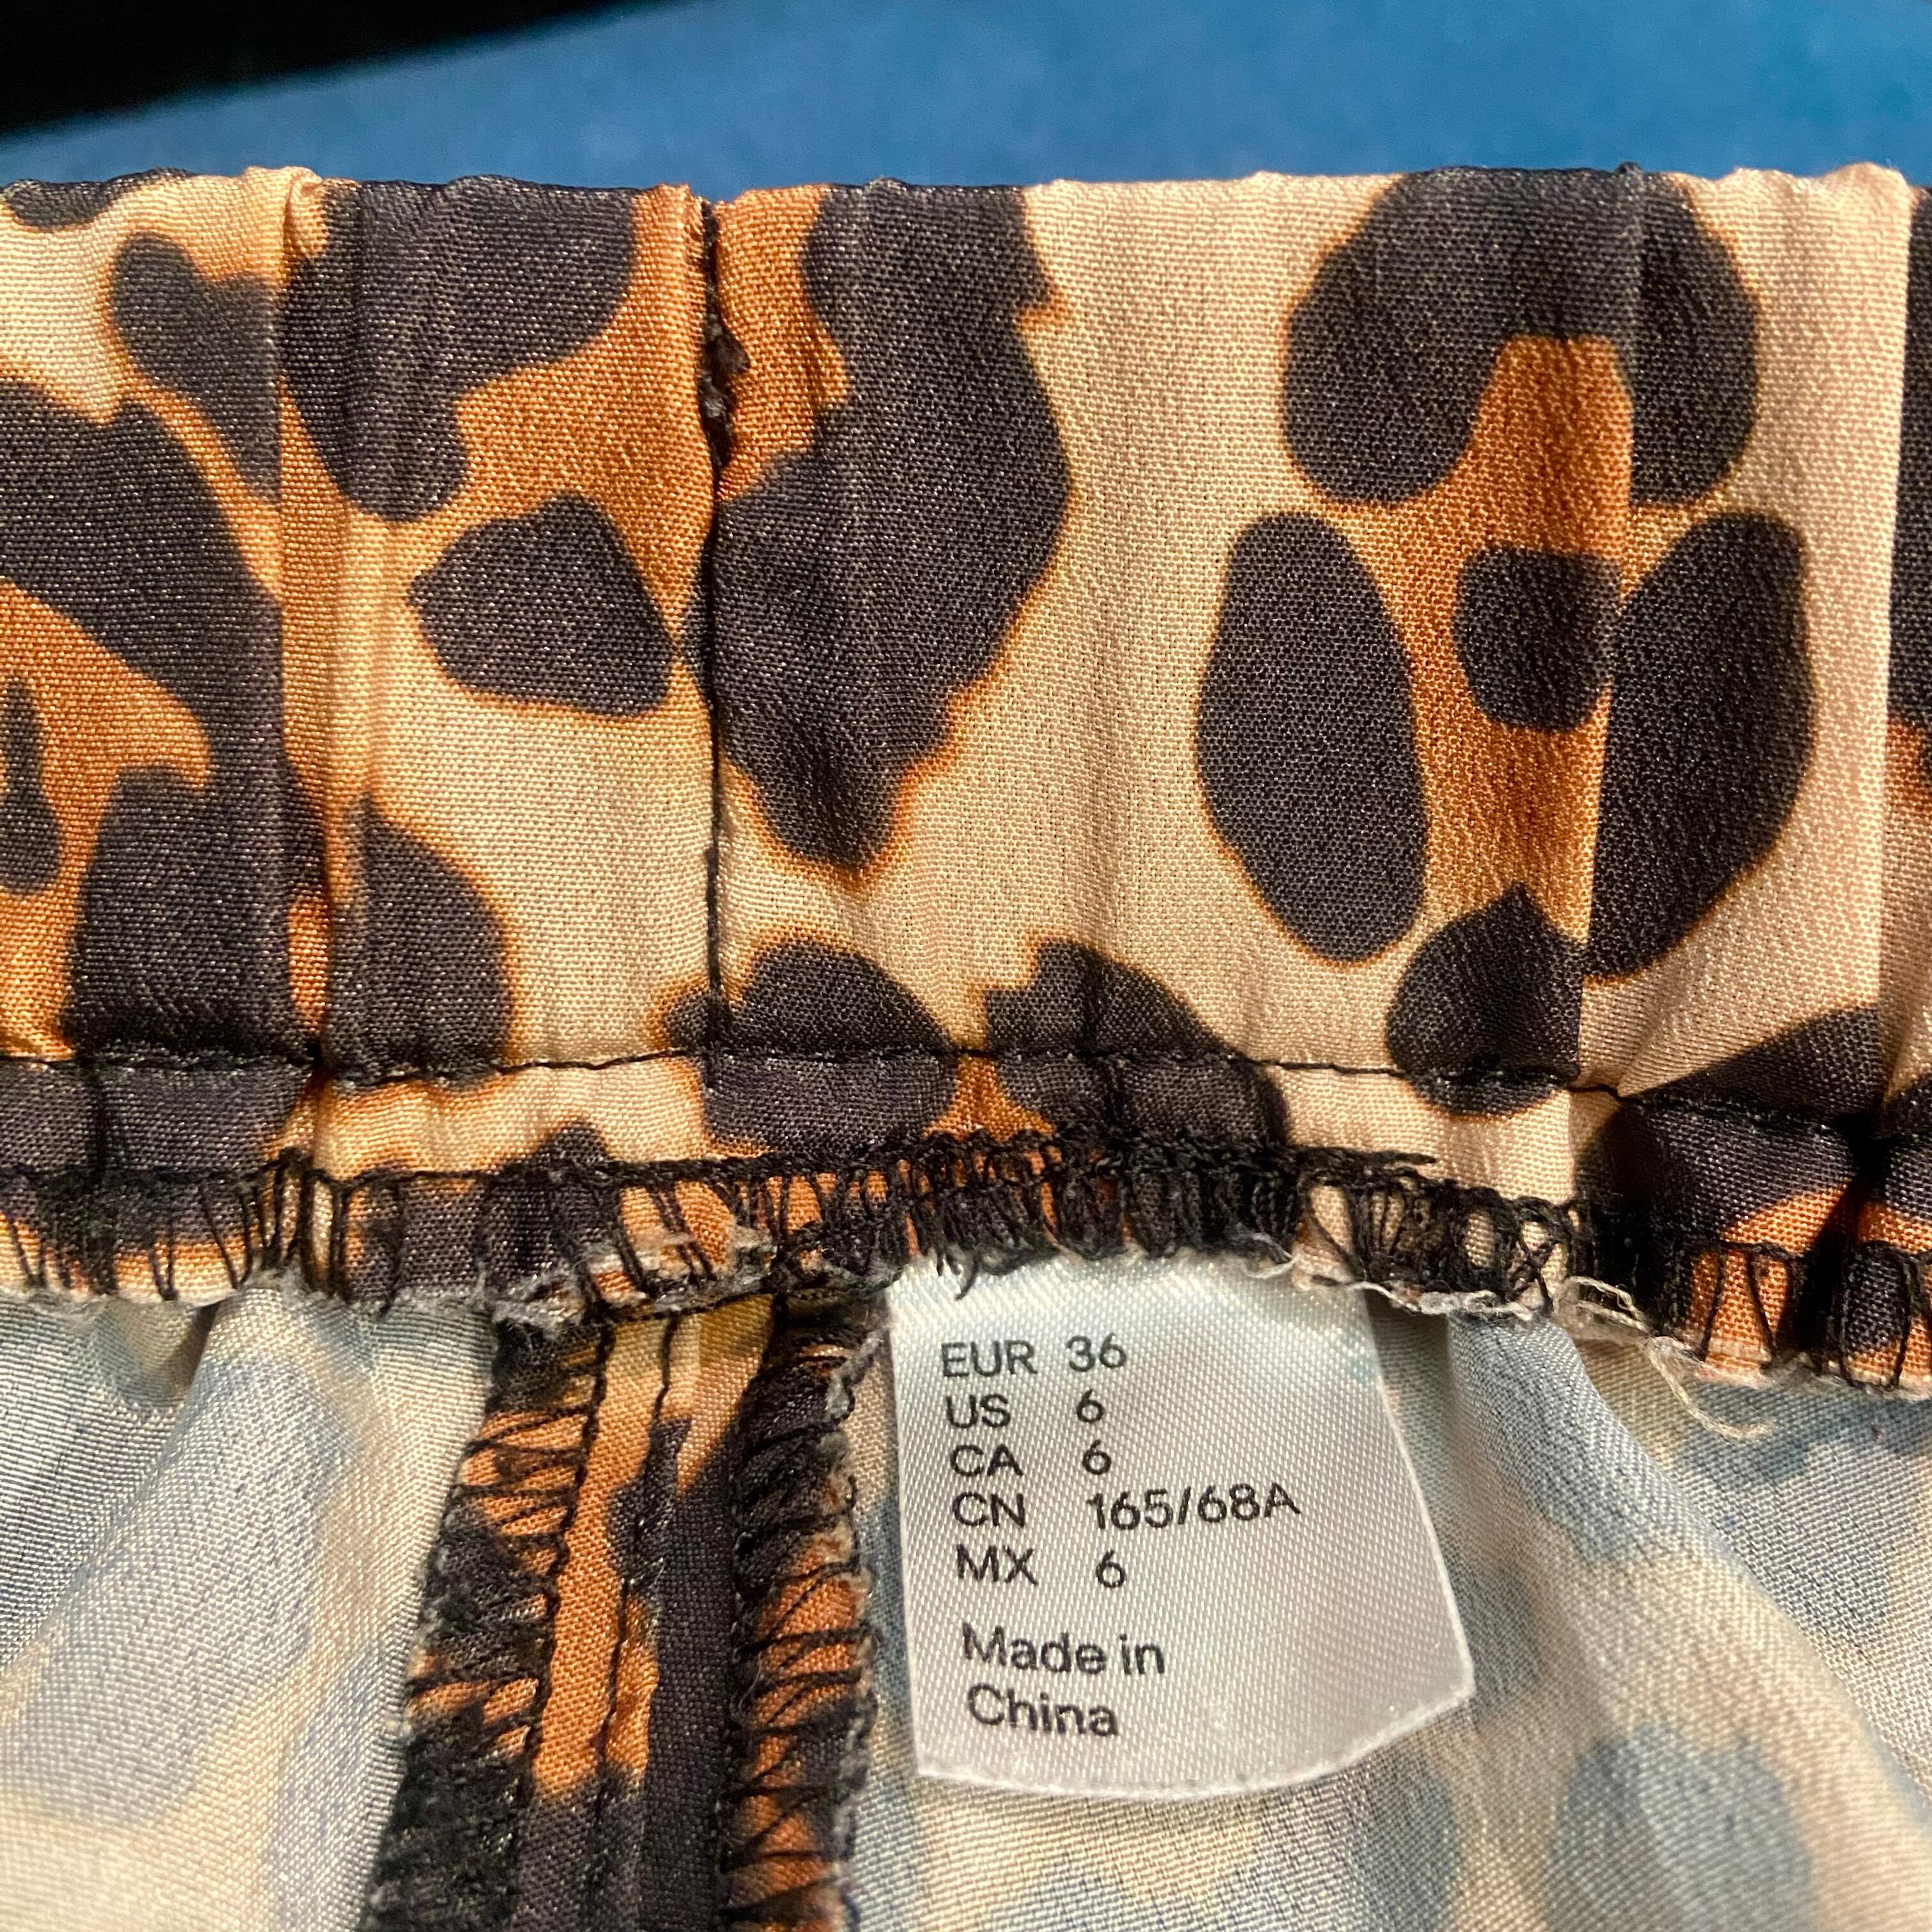 EUR 36
US 6
CA 6
CN 165/68A
MX 6
Made in
China